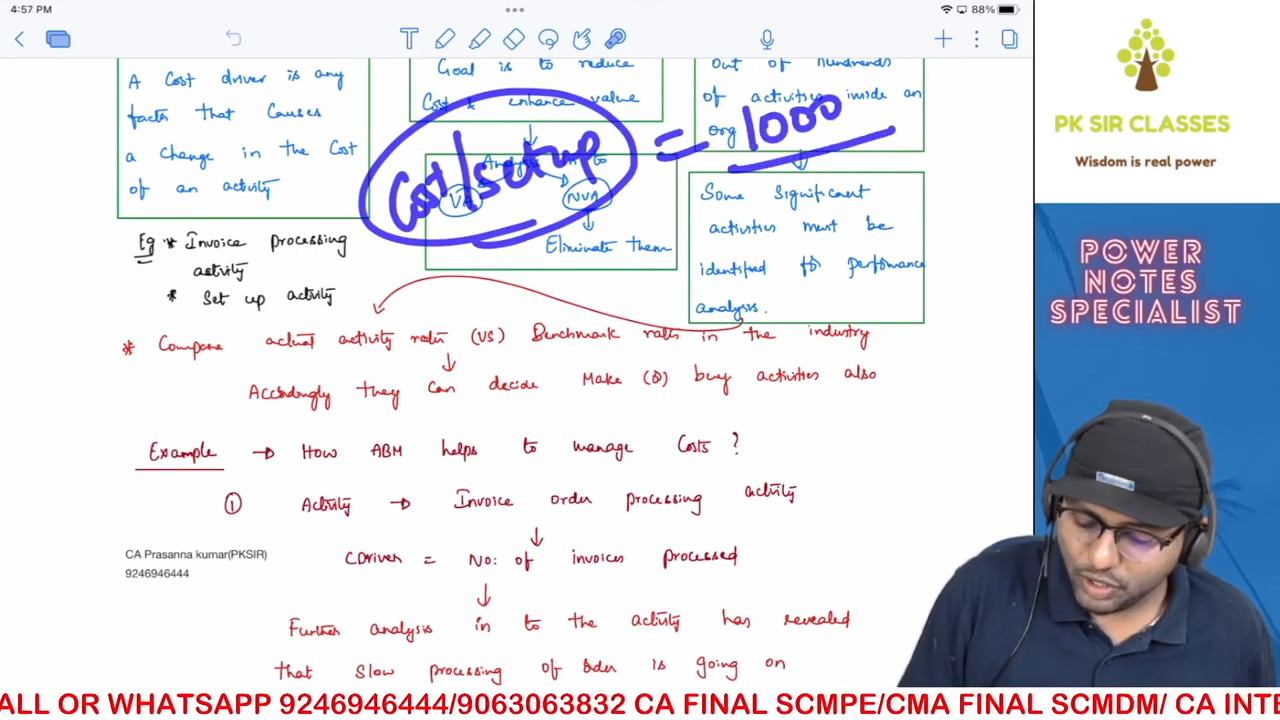 4:57 PM
88%
A Cost driver is any
factor that causes
a change in the cost
of an activity
Goal is to reduce
Cost & enhance value
Analysis in to
VA
NVA
Eliminate them
Out of hundreds
of activities inside an
org
Some significant
activities must be
identified for performance
analysis.
Cost/setup = 1000
Eg * Invoice processing
activity
* Set up activity
* Compare actual activity rates (VS) Benchmark rates in the industry
Accordingly they can decide Make (or) buy activities also
Example → How ABM helps to manage Costs ?
① Activity → Invoice order processing activity
CDriver = No: of invoices processed
Further analysis in to the activity has revealed
that slow processing of order is going on
CA Prasanna kumar(PKSIR)
9246946444
PK SIR CLASSES
Wisdom is real power
POWER
NOTES
SPECIALIST
ALL OR WHATSAPP 9246946444/9063063832 CA FINAL SCMPE/CMA FINAL SCMDM/ CA INTE